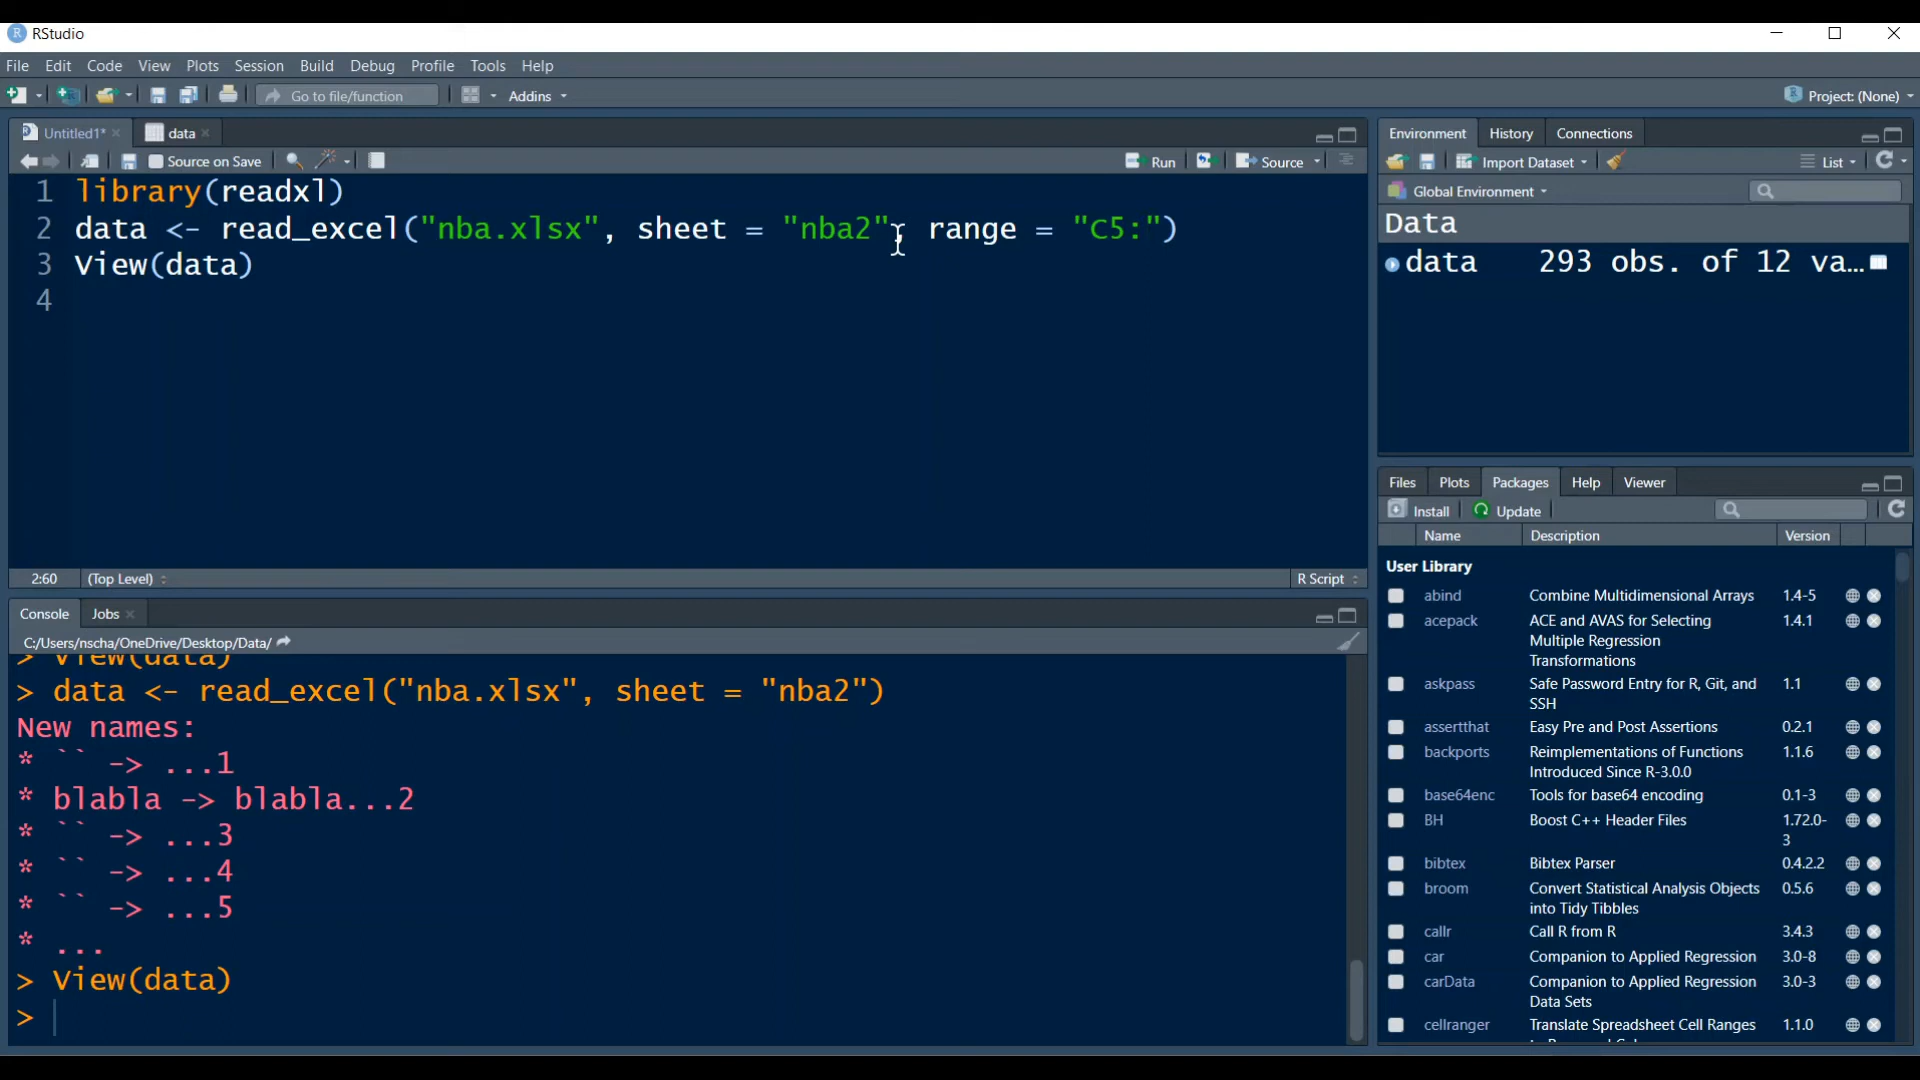 RStudio
File Edit Code View Plots Session Build Debug Profile Tools Help
Go to file/function Addins Project: (None)
Untitled1* data
Source on Save Run Source
1 library(readxl)
2 data <- read_excel("nba.xlsx", sheet = "nba2", range = "C5:")
3 View(data)
4
2:60 (Top Level) R Script
Console Jobs
C:/Users/nscha/OneDrive/Desktop/Data/
> View(data)
> data <- read_excel("nba.xlsx", sheet = "nba2")
New names:
* `` -> ...1
* blabla -> blabla...2
* `` -> ...3
* `` -> ...4
* `` -> ...5
* ...
> View(data)
>
Environment History Connections
Import Dataset List
Global Environment
Data
data 293 obs. of 12 va...
Files Plots Packages Help Viewer
Install Update
Name Description Version
User Library
abind Combine Multidimensional Arrays 1.4-5
acepack ACE and AVAS for Selecting 1.4.1
Multiple Regression
Transformations
askpass Safe Password Entry for R, Git, and 1.1
SSH
assertthat Easy Pre and Post Assertions 0.2.1
backports Reimplementations of Functions 1.1.6
Introduced Since R-3.0.0
base64enc Tools for base64 encoding 0.1-3
BH Boost C++ Header Files 1.72.0-
3
bibtex Bibtex Parser 0.4.2.2
broom Convert Statistical Analysis Objects 0.5.6
into Tidy Tibbles
callr Call R from R 3.4.3
car Companion to Applied Regression 3.0-8
carData Companion to Applied Regression 3.0-3
Data Sets
cellranger Translate Spreadsheet Cell Ranges 1.1.0